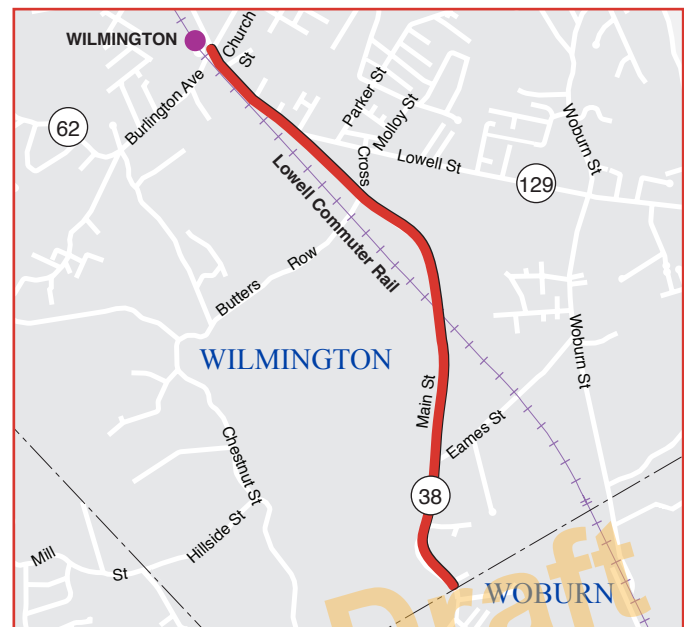 WILMINGTON
Church
St
Burlington Ave
62
Parker St
Molloy St
Woburn St
Cross
Lowell St
129
Lowell Commuter Rail
Butters
Row
WILMINGTON
Woburn St
Main St
Eames St
Chestnut St
38
Hillside St
Mill
St
WOBURN
Draft